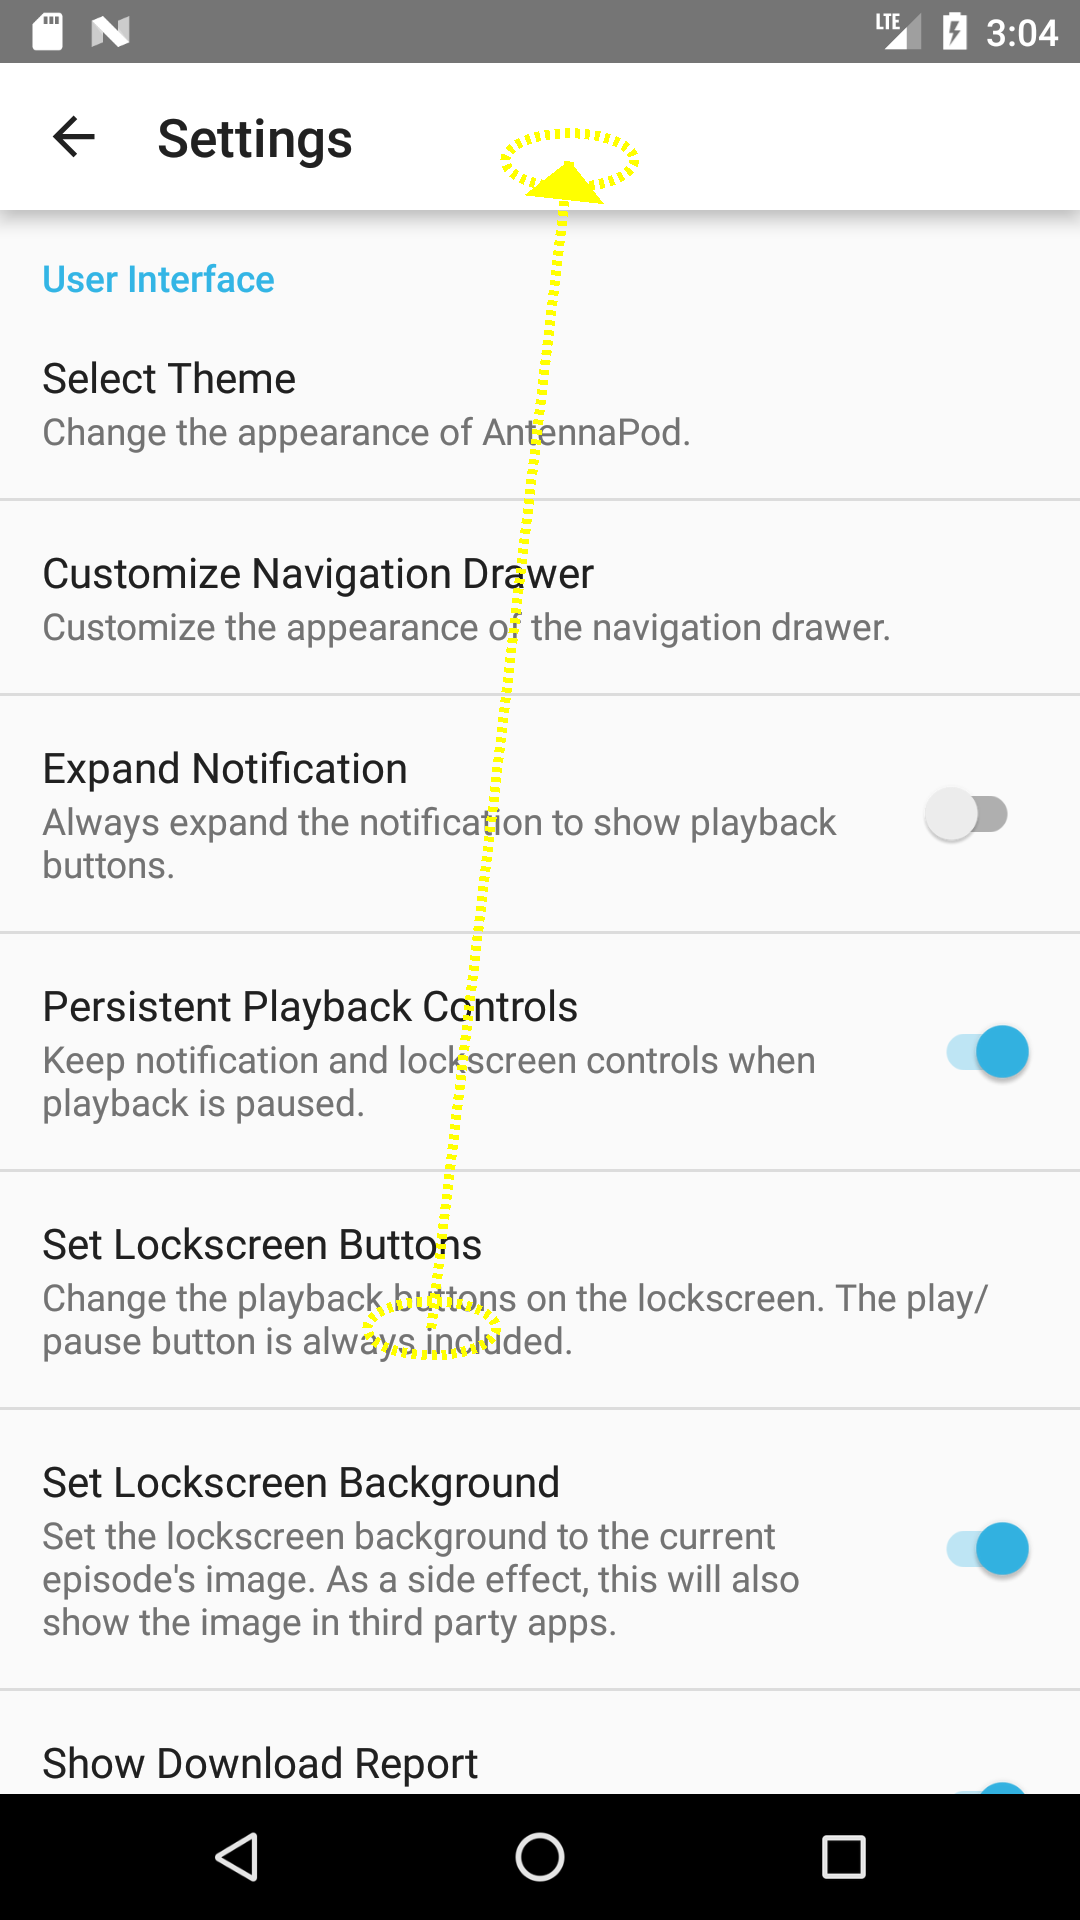 LTE 3:04
Settings
User Interface
Select Theme
Change the appearance of AntennaPod.
Customize Navigation Drawer
Customize the appearance of the navigation drawer.
Expand Notification
Always expand the notification to show playback
buttons.
Persistent Playback Controls
Keep notification and lockscreen controls when
playback is paused.
Set Lockscreen Buttons
Change the playback buttons on the lockscreen. The play/
pause button is always included.
Set Lockscreen Background
Set the lockscreen background to the current
episode's image. As a side effect, this will also
show the image in third party apps.
Show Download Report